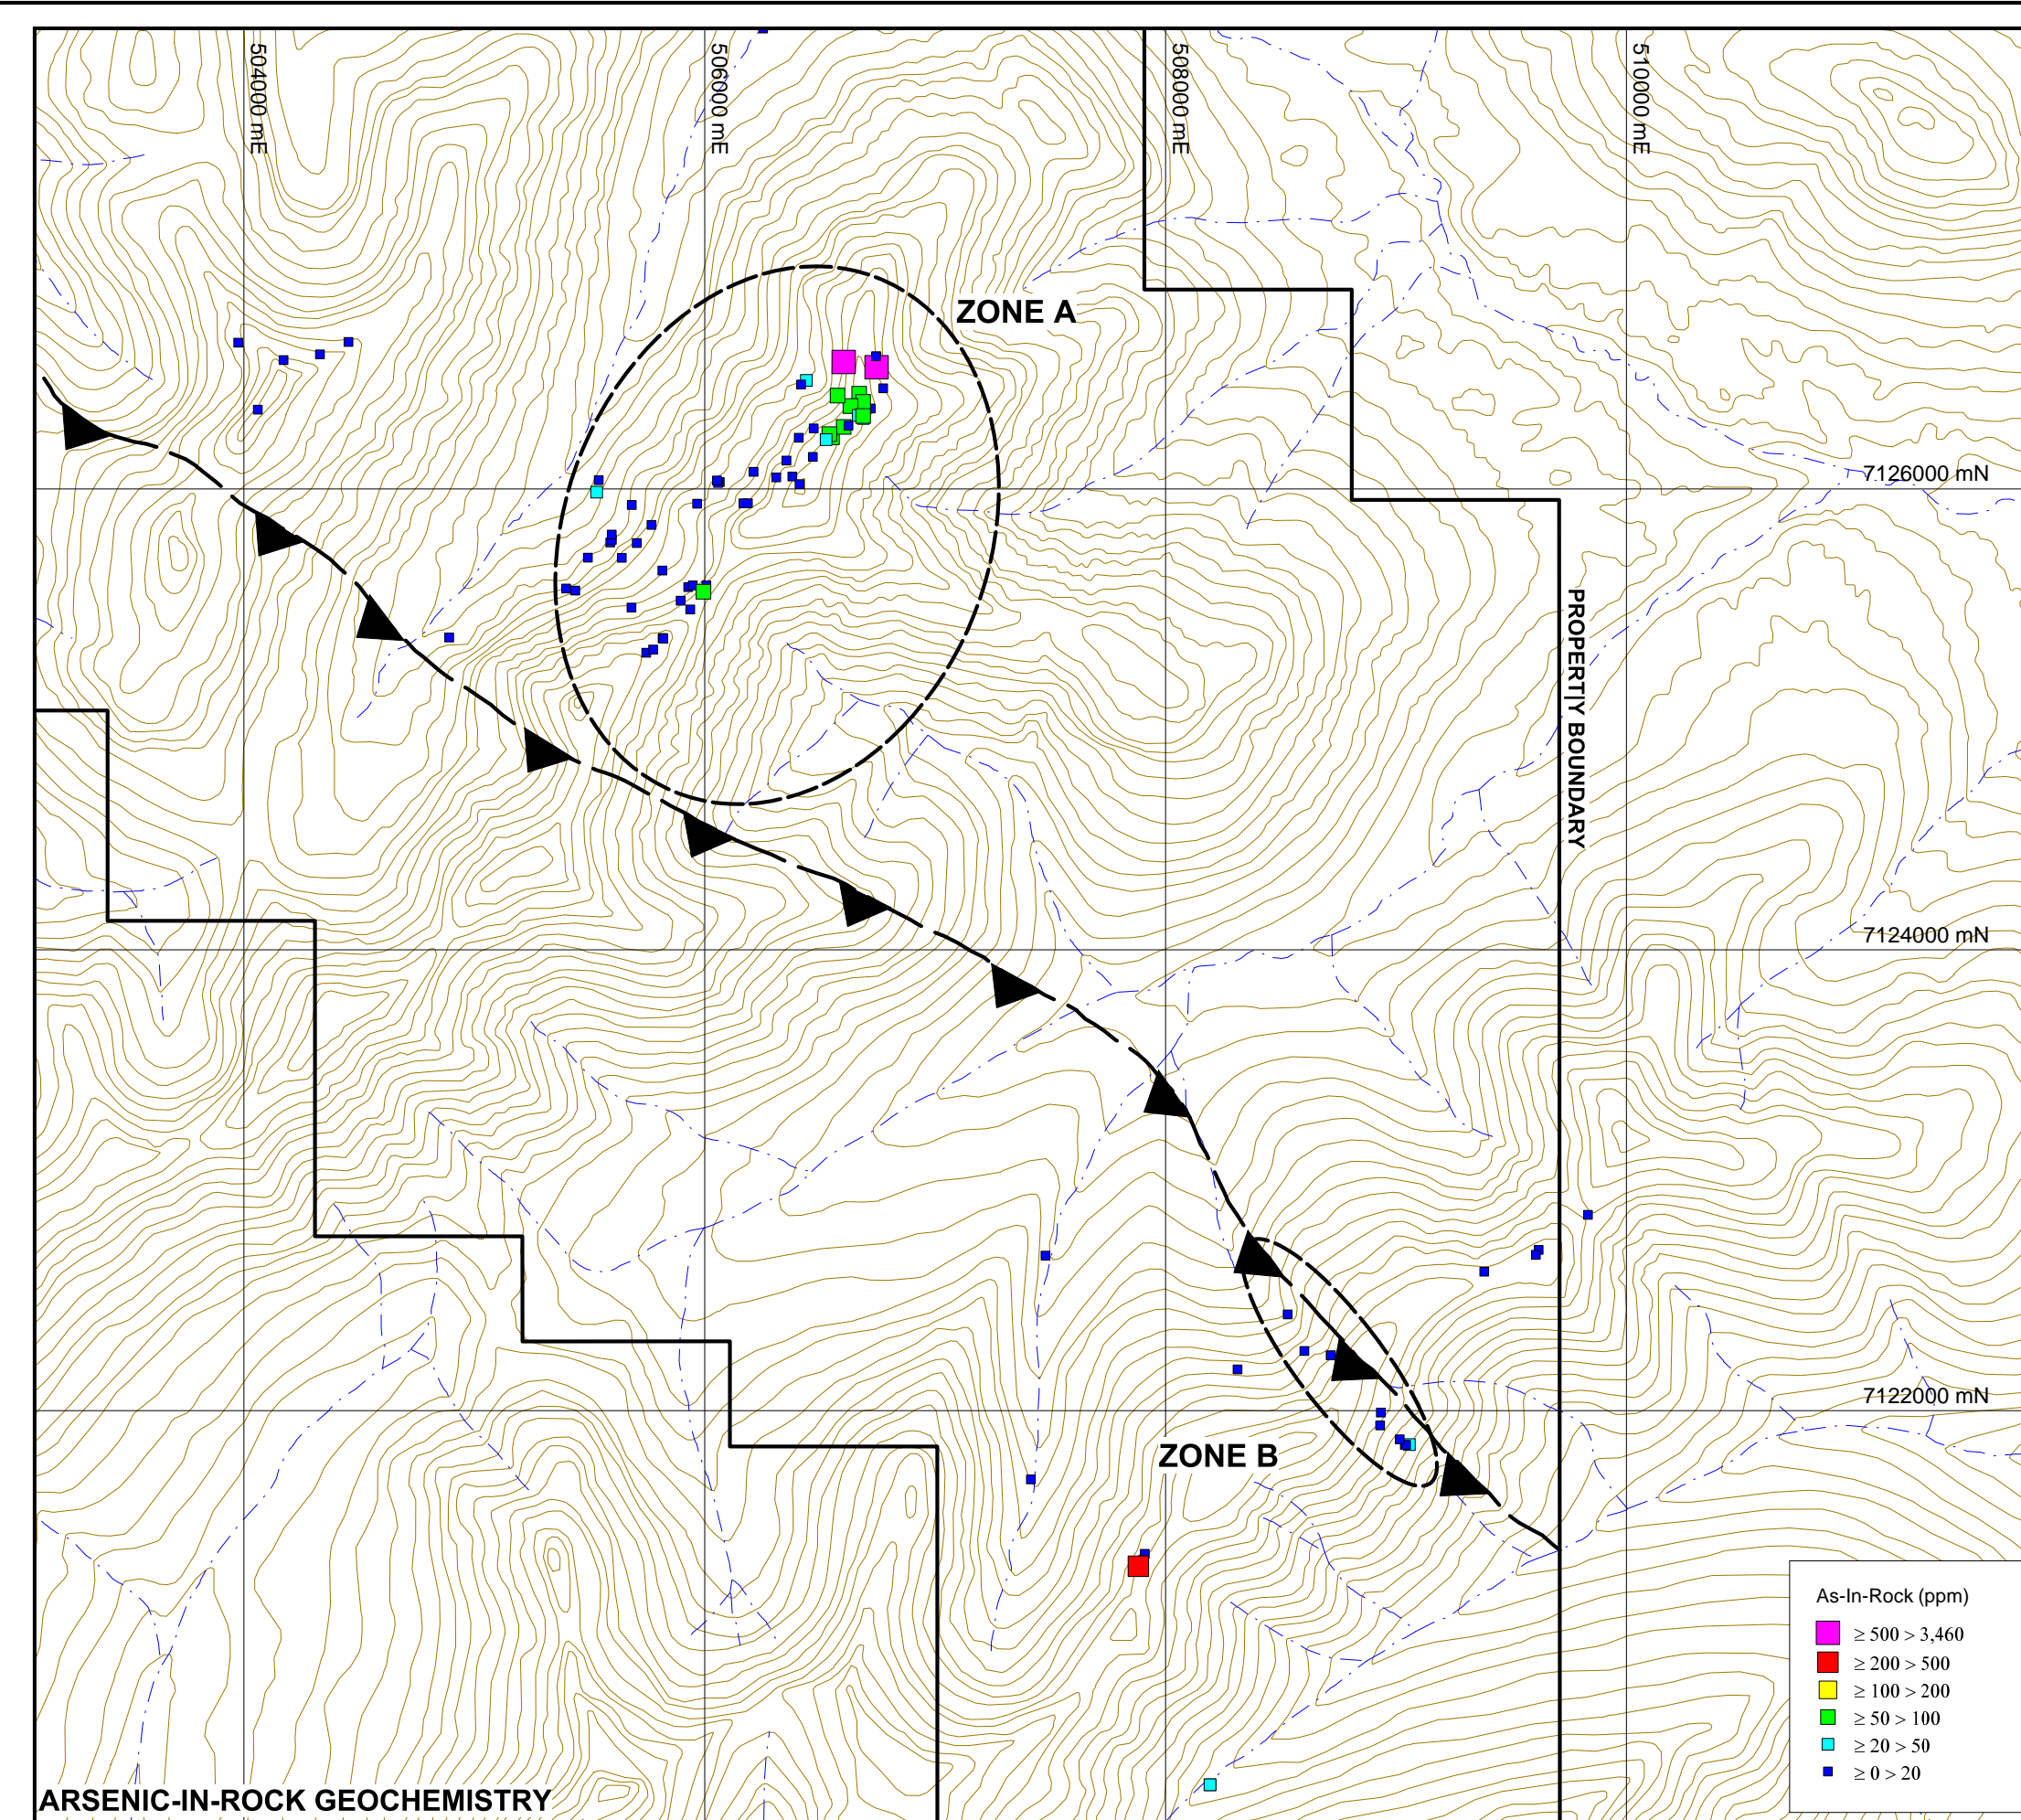 504000 mE
506000 mE
508000 mE
510000 mE
ZONE A
7126000 mN
PROPERTY BOUNDARY
7124000 mN
7122000 mN
ZONE B
As-In-Rock (ppm)
≥ 500 > 3,460
≥ 200 > 500
≥ 100 > 200
≥ 50 > 100
≥ 20 > 50
≥ 0 > 20
ARSENIC-IN-ROCK GEOCHEMISTRY